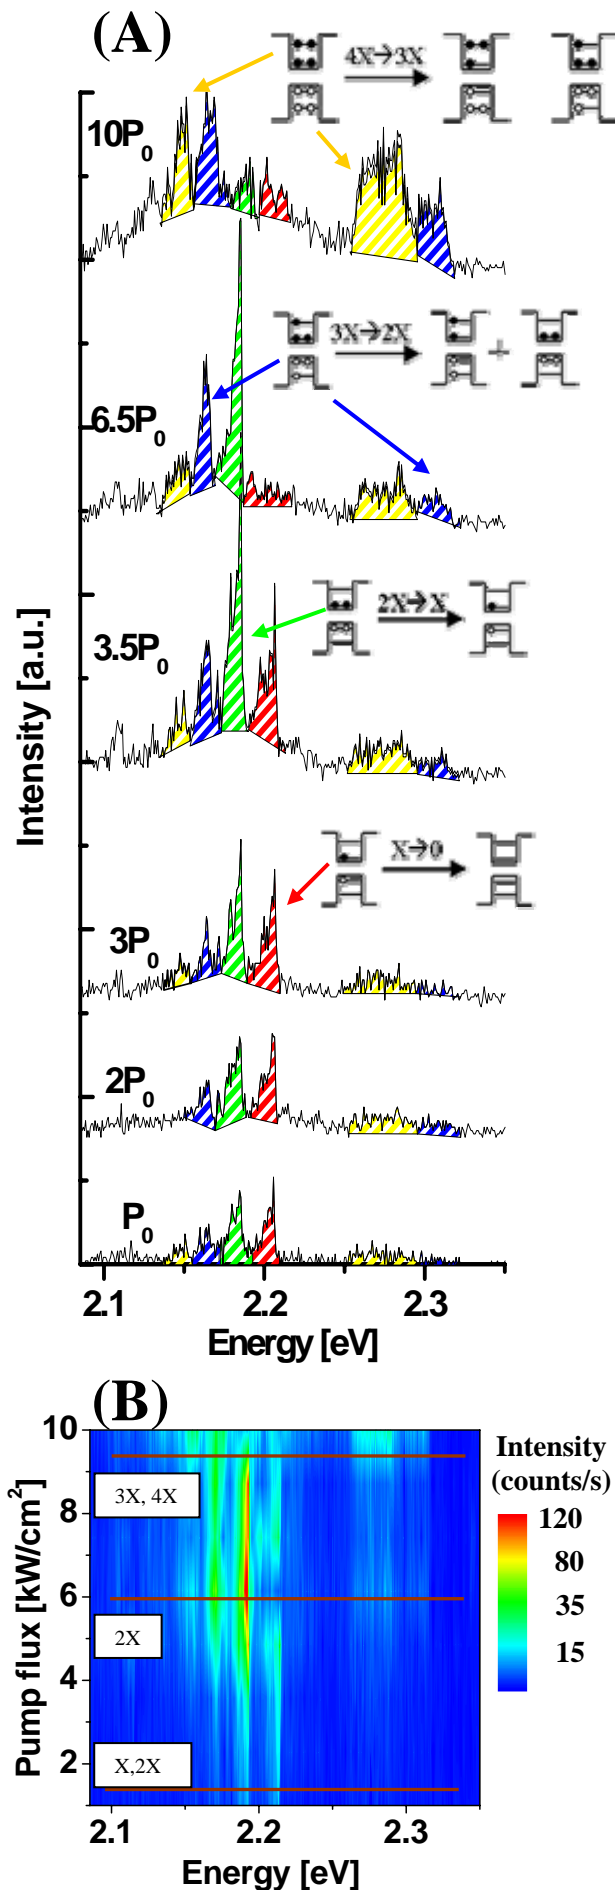 (A)
4X→3X
10P0
3X→2X
+
6.5P0
2X→X
3.5P0
X→0
3P0
2P0
P0
Intensity [a.u.]
2.1 2.2 2.3
Energy [eV]
(B)
10
8
6
4
2
Pump flux [kW/cm2]
3X, 4X
2X
X,2X
2.1 2.2 2.3
Energy [eV]
Intensity
(counts/s)
120
80
35
15